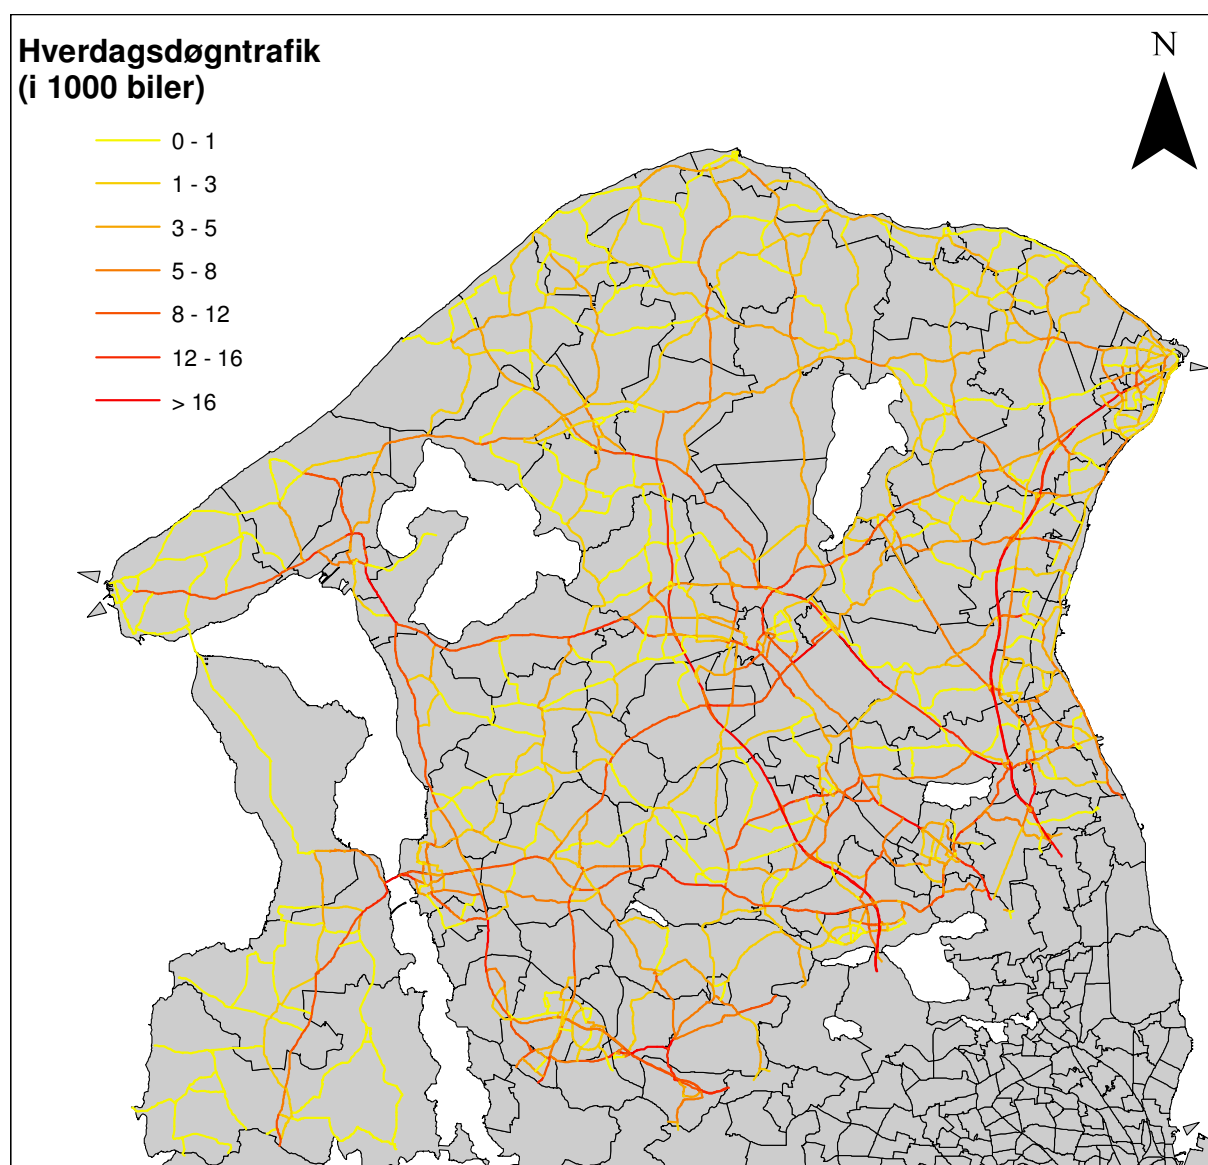 Hverdagsdøgntrafik
(i 1000 biler)
N
0 - 1
1 - 3
3 - 5
5 - 8
8 - 12
12 - 16
> 16